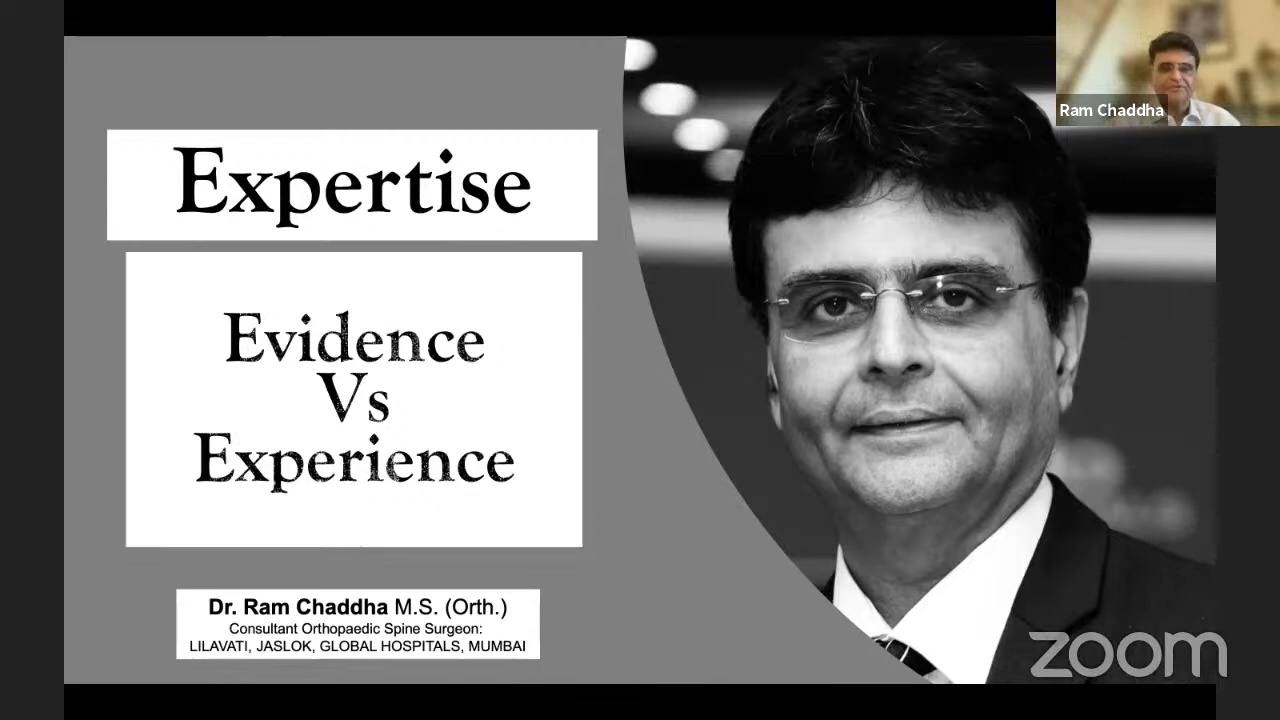 Expertise
Evidence
Vs
Experience
Dr. Ram Chaddha M.S. (Orth.)
Consultant Orthopaedic Spine Surgeon:
LILAVATI, JASLOK, GLOBAL HOSPITALS, MUMBAI
Ram Chaddha
zoom